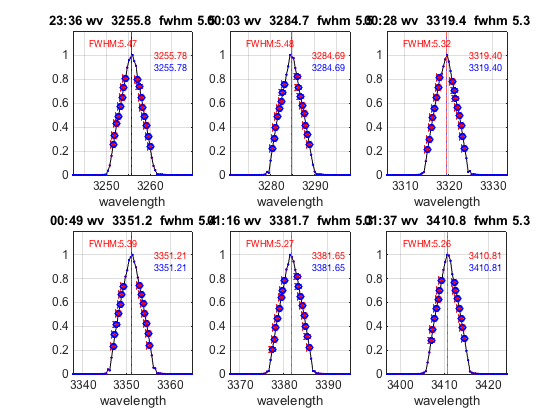 23:36 wv  3255.8  fwhm 5.5
00:03 wv  3284.7  fwhm 5.5
00:28 wv  3319.4  fwhm 5.3
FWHM:5.47
3255.78
3255.78
FWHM:5.48
3284.69
3284.69
FWHM:5.32
3319.40
3319.40
1
0.8
0.6
0.4
0.2
0
3250 3260
wavelength
3280 3290
wavelength
3310 3320 3330
wavelength
00:49 wv  3351.2  fwhm 5.4
01:16 wv  3381.7  fwhm 5.3
01:37 wv  3410.8  fwhm 5.3
FWHM:5.39
3351.21
3351.21
FWHM:5.27
3381.65
3381.65
FWHM:5.26
3410.81
3410.81
1
0.8
0.6
0.4
0.2
0
3340 3350 3360
wavelength
3370 3380 3390
wavelength
3400 3410 3420
wavelength